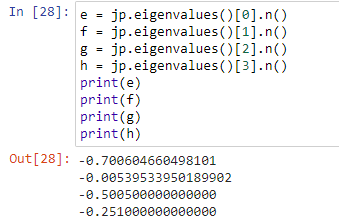 In [28]: e = jp.eigenvalues()[0].n()
f = jp.eigenvalues()[1].n()
g = jp.eigenvalues()[2].n()
h = jp.eigenvalues()[3].n()
print(e)
print(f)
print(g)
print(h)
Out[28]: -0.700604660498101
-0.00539533950189902
-0.500500000000000
-0.251000000000000